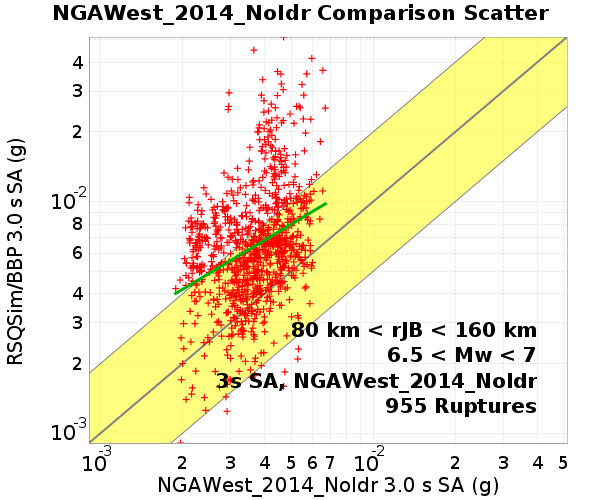 NGAWest_2014_NoIdr Comparison Scatter
4
3
2
10-2
8
6
4
3
2
10-3
RSQSim/BBP 3.0 s SA (g)
80 km < rJB < 160 km
6.5 < Mw < 7
3s SA, NGAWest_2014_NoIdr
955 Ruptures
10-3 2 3 4 5 6 7 10-2 2 3 4 5
NGAWest_2014_NoIdr 3.0 s SA (g)